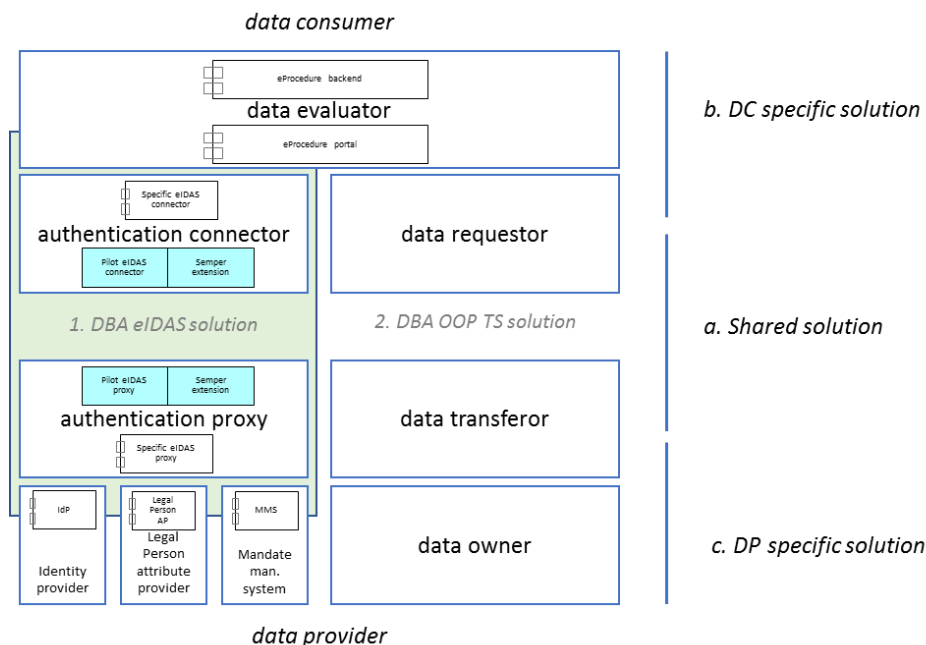 data consumer
eProcedure backend
data evaluator
eProcedure portal
b. DC specific solution
Specific eIDAS
connector
authentication connector
Pilot eIDAS
connector
Semper
extension
data requestor
1. DBA eIDAS solution
2. DBA OOP TS solution
a. Shared solution
Pilot eIDAS
proxy
Semper
extension
authentication proxy
Specific eIDAS
proxy
data transferor
IdP
Identity
provider
Legal
Person
AP
Legal
Person
attribute
provider
MMS
Mandate
man.
system
data owner
c. DP specific solution
data provider